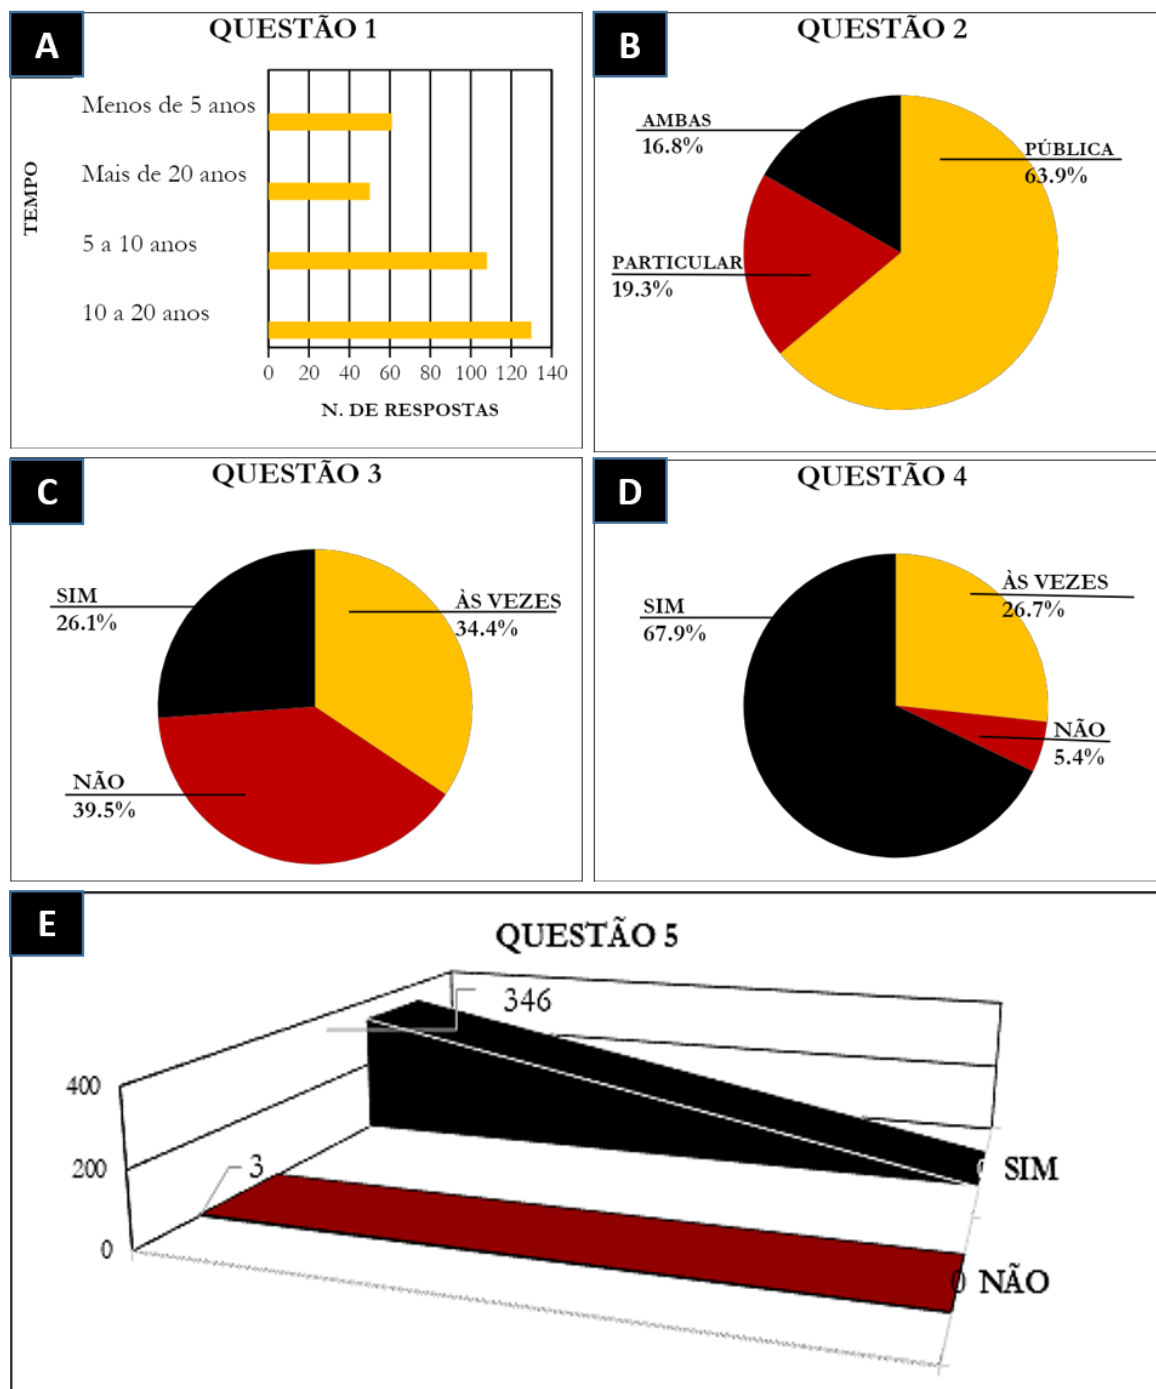 A
QUESTÃO 1
TEMPO
Menos de 5 anos
Mais de 20 anos
5 a 10 anos
10 a 20 anos
0 20 40 60 80 100 120 140
N. DE RESPOSTAS
B
QUESTÃO 2
AMBAS
16.8%
PÚBLICA
63.9%
PARTICULAR
19.3%
C
QUESTÃO 3
SIM
26.1%
ÀS VEZES
34.4%
NÃO
39.5%
D
QUESTÃO 4
ÀS VEZES
26.7%
SIM
67.9%
NÃO
5.4%
E
QUESTÃO 5
346
400
200
0
3
0 SIM
0 NÃO